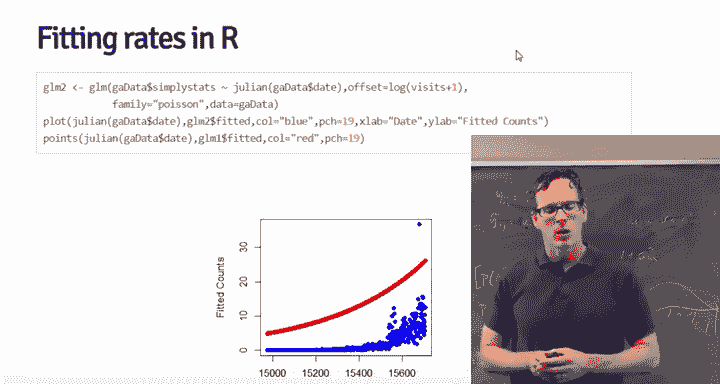 Fitting rates in R
glm2 <- glm(gaData$simplystats ~ julian(gaData$date),offset=log(visits+1),
family="poisson",data=gaData)
plot(julian(gaData$date),glm2$fitted,col="blue",pch=19,xlab="Date",ylab="Fitted Counts")
points(julian(gaData$date),glm1$fitted,col="red",pch=19)
Fitted Counts
30
20
10
0
15000 15200 15400 15600